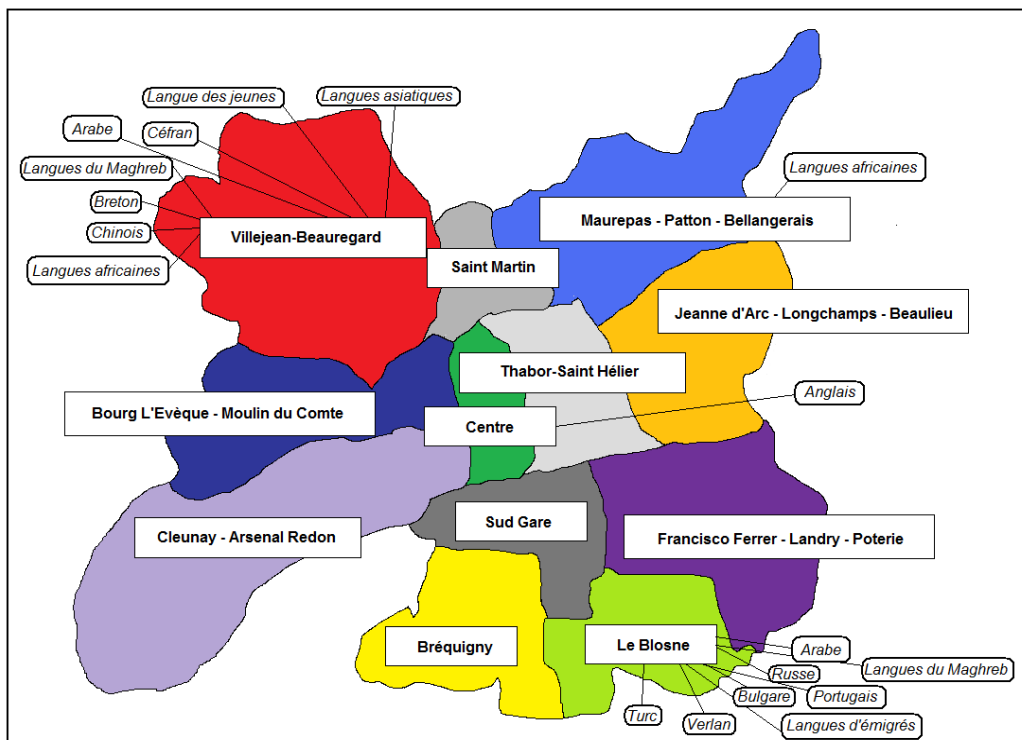 Langue des jeunes
Langues asiatiques
Arabe
Céfran
Langues du Maghreb
Langues africaines
Breton
Chinois
Villejean-Beauregard
Maurepas - Patton - Bellangerais
Langues africaines
Saint Martin
Jeanne d'Arc - Longchamps - Beaulieu
Thabor-Saint Hélier
Anglais
Bourg L'Evèque - Moulin du Comte
Centre
Cleunay - Arsenal Redon
Sud Gare
Francisco Ferrer - Landry - Poterie
Bréquigny
Le Blosne
Arabe
Langues du Maghreb
Russe
Bulgare
Portugais
Turc
Verlan
Langues d'émigrés